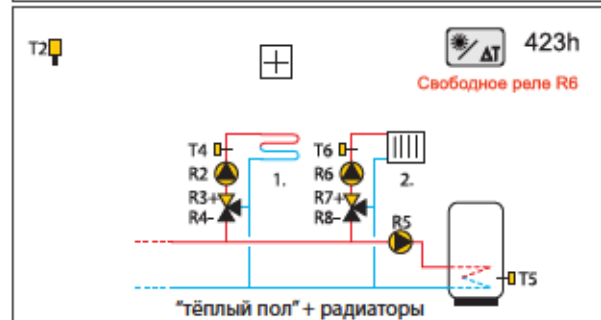 T2
ΔT 423h
Свободное реле R6
T4 T6
R2 1. R6 2.
R3+ R7+
R4- R8- R5
T5
"тёплый пол" + радиаторы